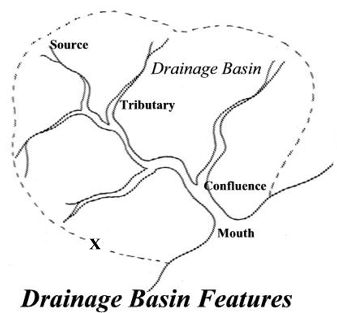 Source
Drainage Basin
Tributary
Confluence
Mouth
X
Drainage Basin Features